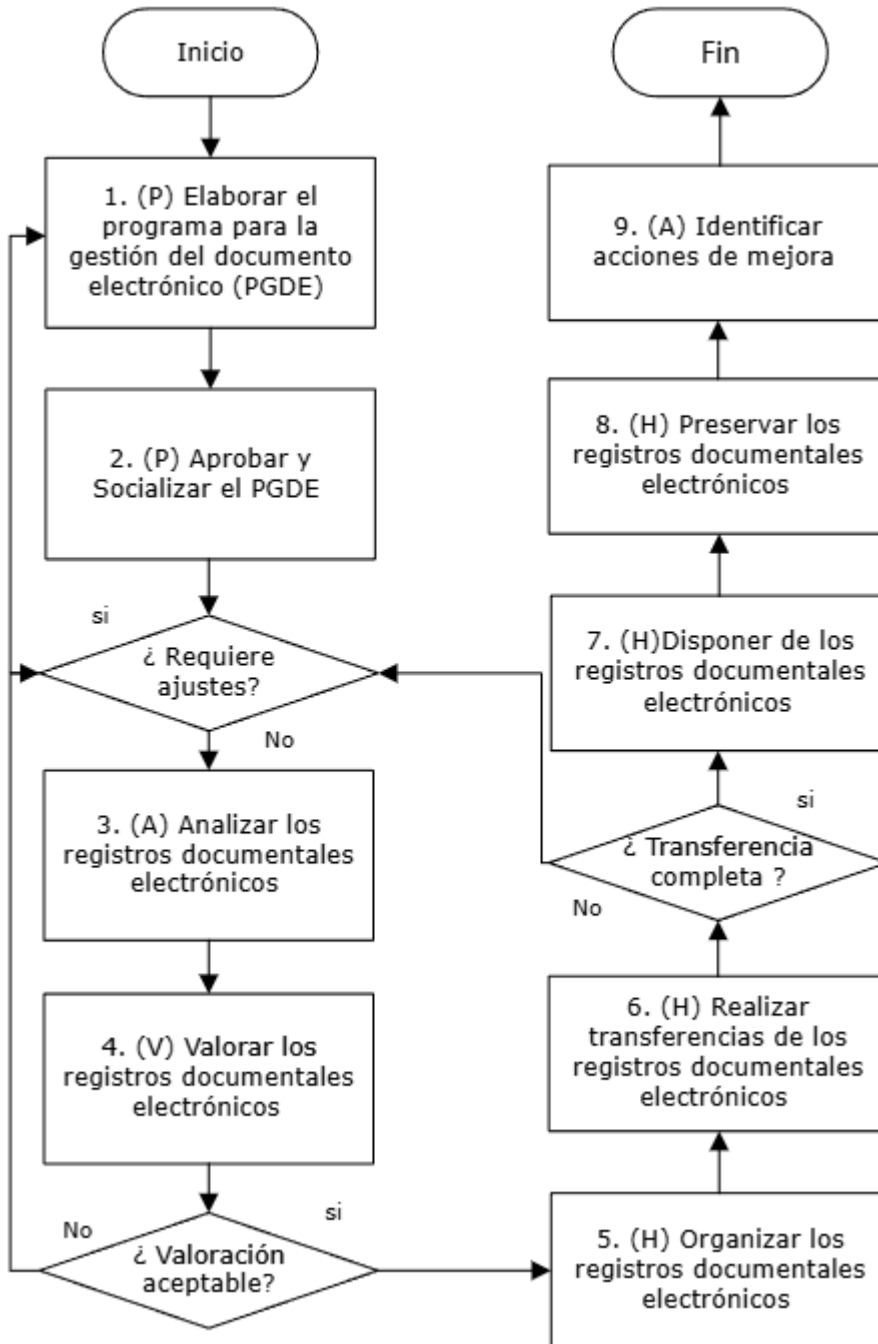 Inicio
1. (P) Elaborar el
programa para la
gestión del documento
electrónico (PGDE)
2. (P) Aprobar y
Socializar el PGDE
si
¿ Requiere
ajustes?
No
3. (A) Analizar los
registros documentales
electrónicos
4. (V) Valorar los
registros documentales
electrónicos
No
si
¿ Valoración
aceptable?
5. (H) Organizar los
registros documentales
electrónicos
6. (H) Realizar
transferencias de los
registros documentales
electrónicos
¿ Transferencia
completa ?
No
si
7. (H)Disponer de los
registros documentales
electrónicos
8. (H) Preservar los
registros documentales
electrónicos
9. (A) Identificar
acciones de mejora
Fin